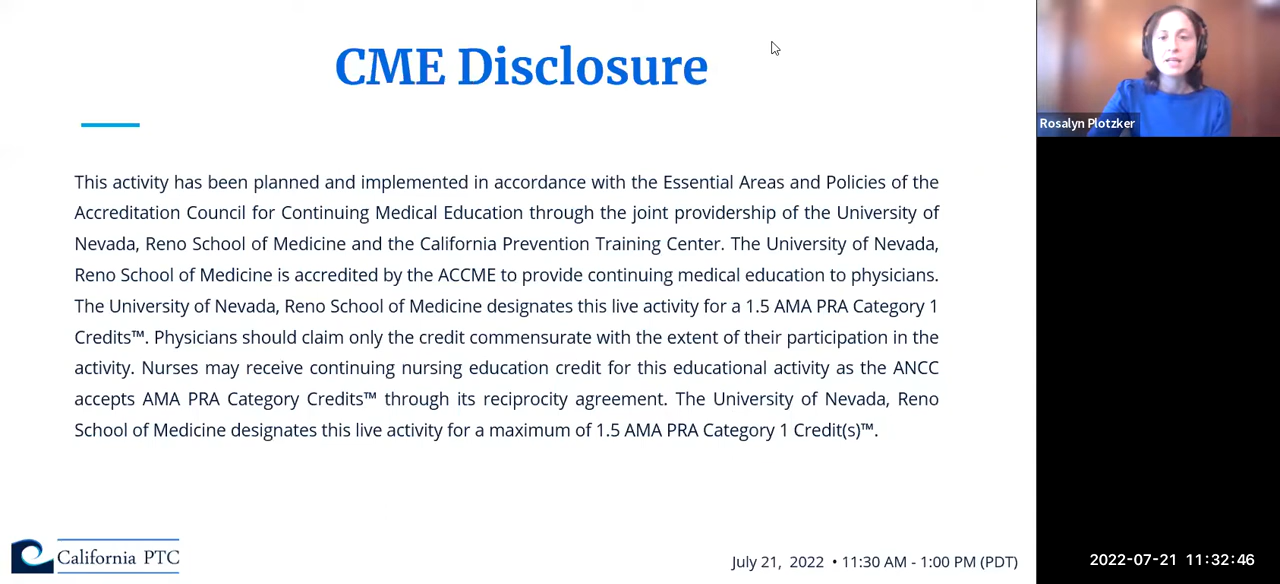 CME Disclosure
This activity has been planned and implemented in accordance with the Essential Areas and Policies of the
Accreditation Council for Continuing Medical Education through the joint providership of the University of
Nevada, Reno School of Medicine and the California Prevention Training Center. The University of Nevada,
Reno School of Medicine is accredited by the ACCME to provide continuing medical education to physicians.
The University of Nevada, Reno School of Medicine designates this live activity for a 1.5 AMA PRA Category 1
Credits™. Physicians should claim only the credit commensurate with the extent of their participation in the
activity. Nurses may receive continuing nursing education credit for this educational activity as the ANCC
accepts AMA PRA Category Credits™ through its reciprocity agreement. The University of Nevada, Reno
School of Medicine designates this live activity for a maximum of 1.5 AMA PRA Category 1 Credit(s)™.
California PTC
July 21, 2022 • 11:30 AM - 1:00 PM (PDT)
Rosalyn Plotzker
2022-07-21 11:32:46